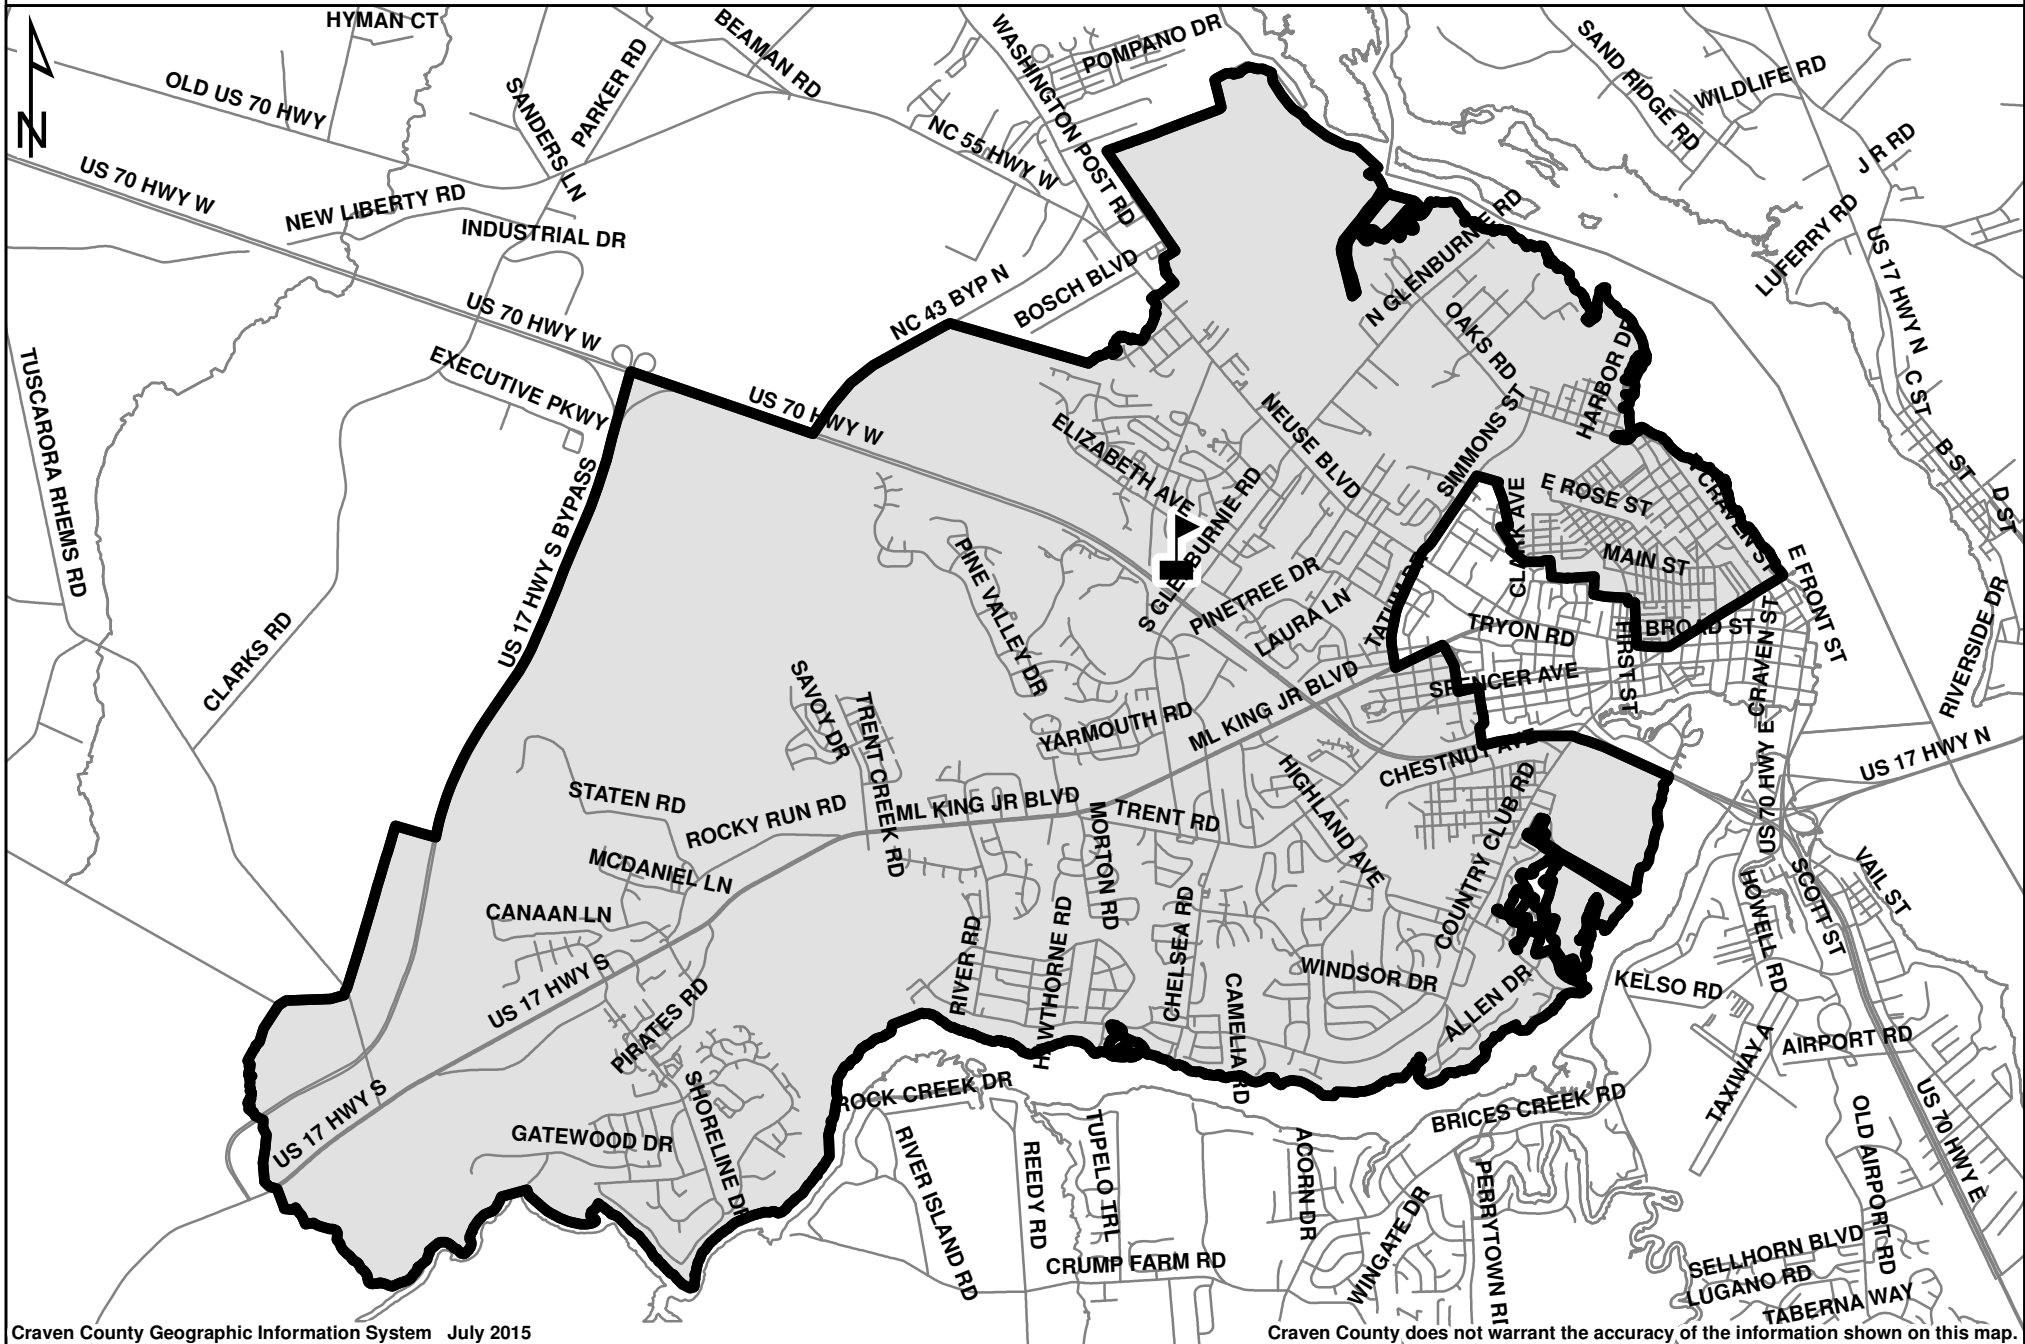 HYMAN CT
BEAMAN RD
WASHINGTON POST RD
POMPANO DR
SAND RIDGE RD
WILDLIFE RD
OLD US 70 HWY
SANDERS LN
PARKER RD
NC 55 HWY W
J R RD
N
US 70 HWY W
NEW LIBERTY RD
INDUSTRIAL DR
LUFERRY RD
US 17 HWY N
N GLENBURNIE RD
NC 43 BYP N
BOSCH BLVD
US 70 HWY W
OAKS RD
HARBOR DR
TUSCARORA RHEMS RD
EXECUTIVE PKWY
US 70 HWY W
C ST
NEUSE BLVD
SIMMONS ST
ELIZABETH AVE
B ST
D ST
E ROSE ST
N CRAVEN ST
CLARK AVE
US 17 HWY S BYPASS
S GLENBURNIE RD
MAIN ST
PINE VALLEY DR
PINETREE DR
LAURA LN
TATUM DR
E FRONT ST
RIVERSIDE DR
CLARKS RD
TRYON RD
FIRST ST
BROAD ST
CRAVEN ST
SPENCER AVE
SAVOY DR
TRENT CREEK RD
YARMOUTH RD
ML KING JR BLVD
CHESTNUT AVE
US 70 HWY E
US 17 HWY N
STATEN RD
ROCKY RUN RD
ML KING JR BLVD
TRENT RD
HIGHLAND AVE
COUNTRY CLUB RD
MCDANIEL LN
MORTON RD
HOWELL RD
SCOTT ST
VAIL ST
CANAAN LN
RIVER RD
HAWTHORNE RD
CHELSEA RD
CAMELIA RD
WINDSOR DR
ALLEN DR
KELSO RD
US 17 HWY S
PIRATES RD
TAXIWAY A
AIRPORT RD
US 17 HWY S
SHORELINE DR
ROCK CREEK DR
BRICES CREEK RD
US 70 HWY E
OLD AIRPORT RD
GATEWOOD DR
RIVER ISLAND RD
REEDY RD
TUPELO TRL
ACORN DR
WINGATE DR
PERRYTOWN RD
CRUMP FARM RD
SELLHORN BLVD
LUGANO RD
TABERNA WAY
Craven County Geographic Information System July 2015
Craven County does not warrant the accuracy of the information shown on this map.